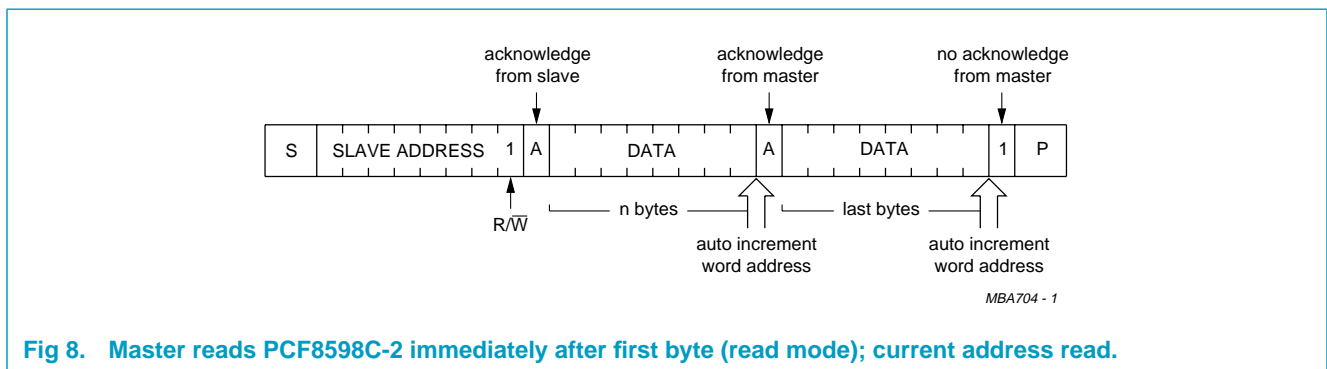 acknowledge
from slave
acknowledge
from master
no acknowledge
from master
S SLAVE ADDRESS 1 A DATA A DATA 1 P
R/W̅
n bytes
last bytes
auto increment
word address
auto increment
word address
MBA704 - 1
Fig 8. Master reads PCF8598C-2 immediately after first byte (read mode); current address read.